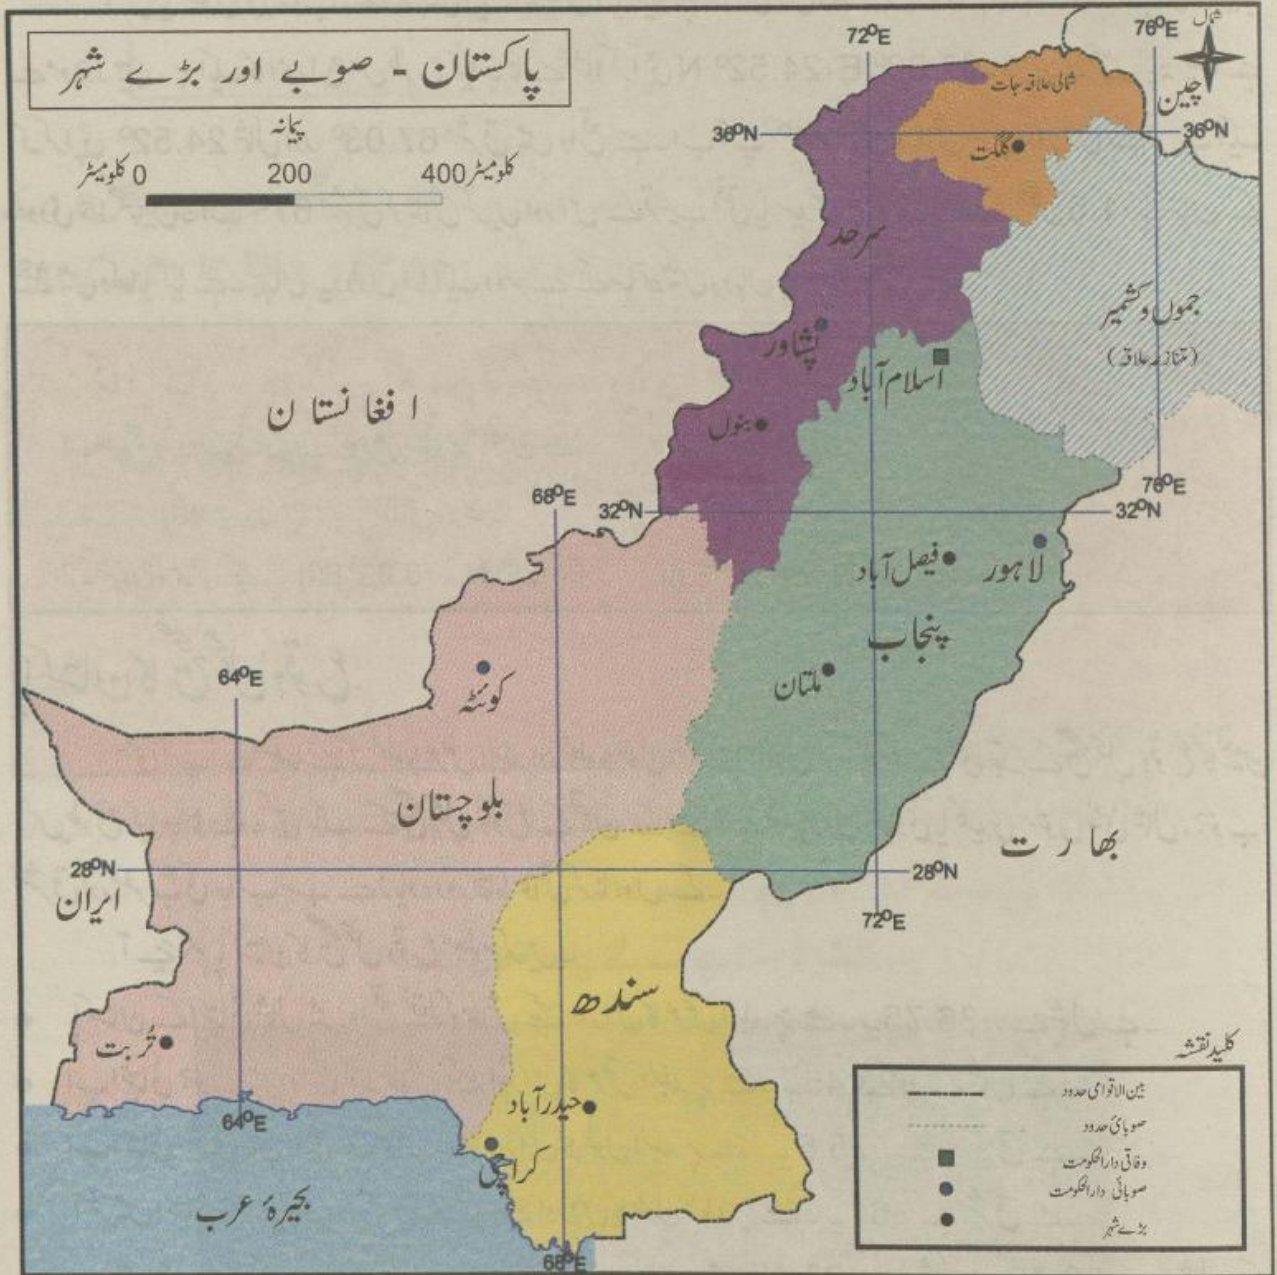 پاکستان - صوبے اور بڑے شہر
پیمانہ
کلومیٹر 0 200 400 کلومیٹر
شمال
72°E
76°E
چین
شمالی علاقہ جات
36°N
36°N
گلگت
سرحد
جموں و کشمیر
(متنازعہ علاقہ)
پشاور
اسلام آباد
افغانستان
بنوں
68°E
76°E
32°N
32°N
فیصل آباد
لاہور
پنجاب
64°E
کوئٹہ
ملتان
بلوچستان
بھارت
28°N
28°N
ایران
72°E
سندھ
تُربت
حیدرآباد
64°E
کراچی
بحیرۂ عرب
68°E
کلید نقشہ
بین الاقوامی حدود
صوبائی حدود
وفاقی دارالحکومت
صوبائی دارالحکومت
بڑے شہر